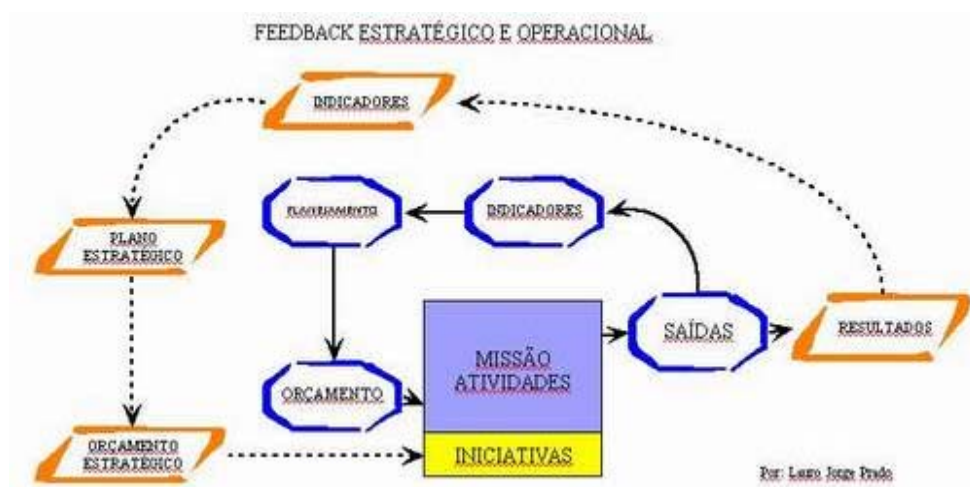 FEEDBACK ESTRATÉGICO E OPERACIONAL
INDICADORES
PLANEJAMENTO
INDICADORES
PLANO
ESTRATÉGICO
SAÍDAS
RESULTADOS
MISSÃO
ATIVIDADES
ORÇAMENTO
ORÇAMENTO
ESTRATÉGICO
INICIATIVAS
Por: Lauro Jorge Prado